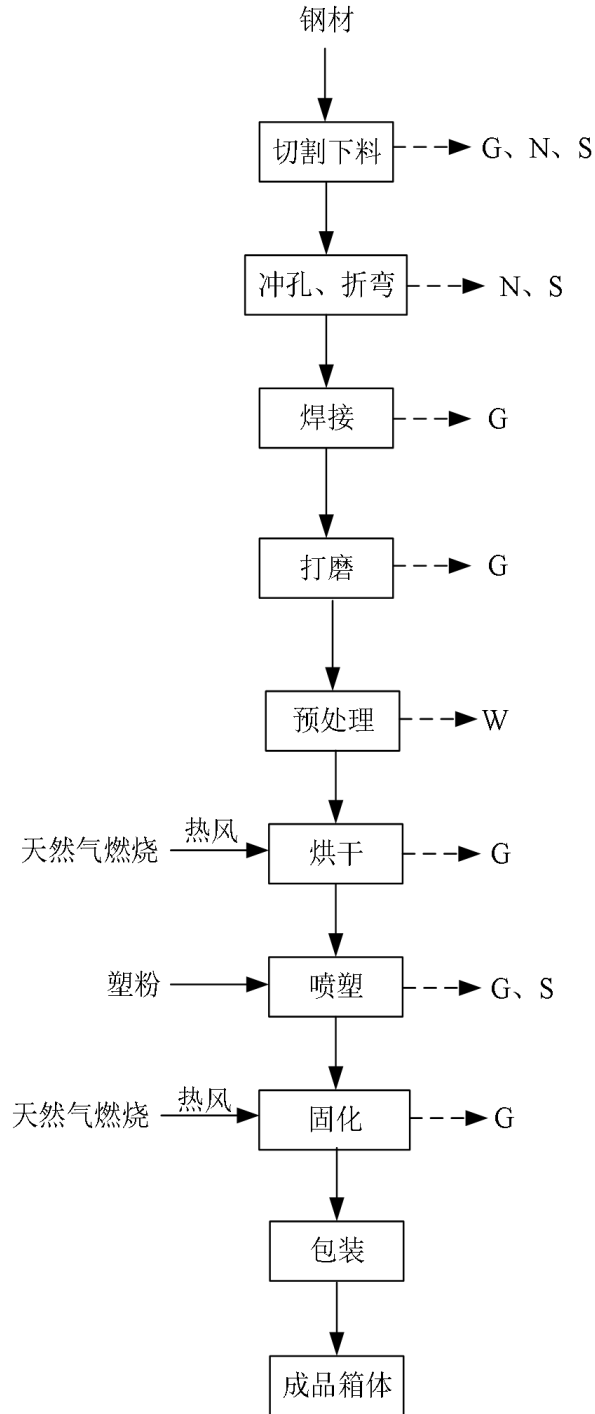 钢材
切割下料
G、N、S
冲孔、折弯
N、S
焊接
G
打磨
G
预处理
W
天然气燃烧
热风
烘干
G
塑粉
喷塑
G、S
天然气燃烧
热风
固化
G
包装
成品箱体